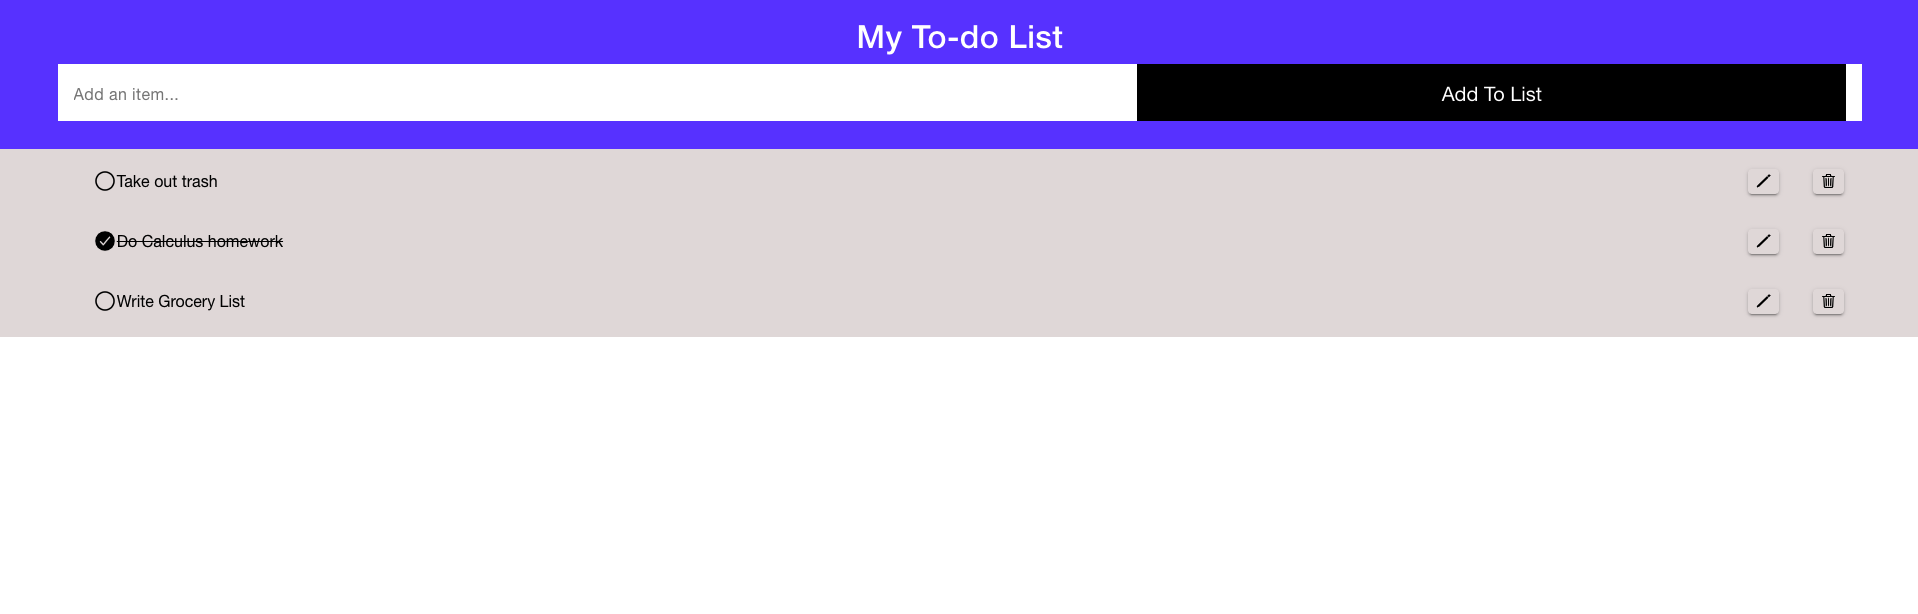 My To-do List
Add an item...
Add To List
Take out trash
Do Calculus homework
Write Grocery List